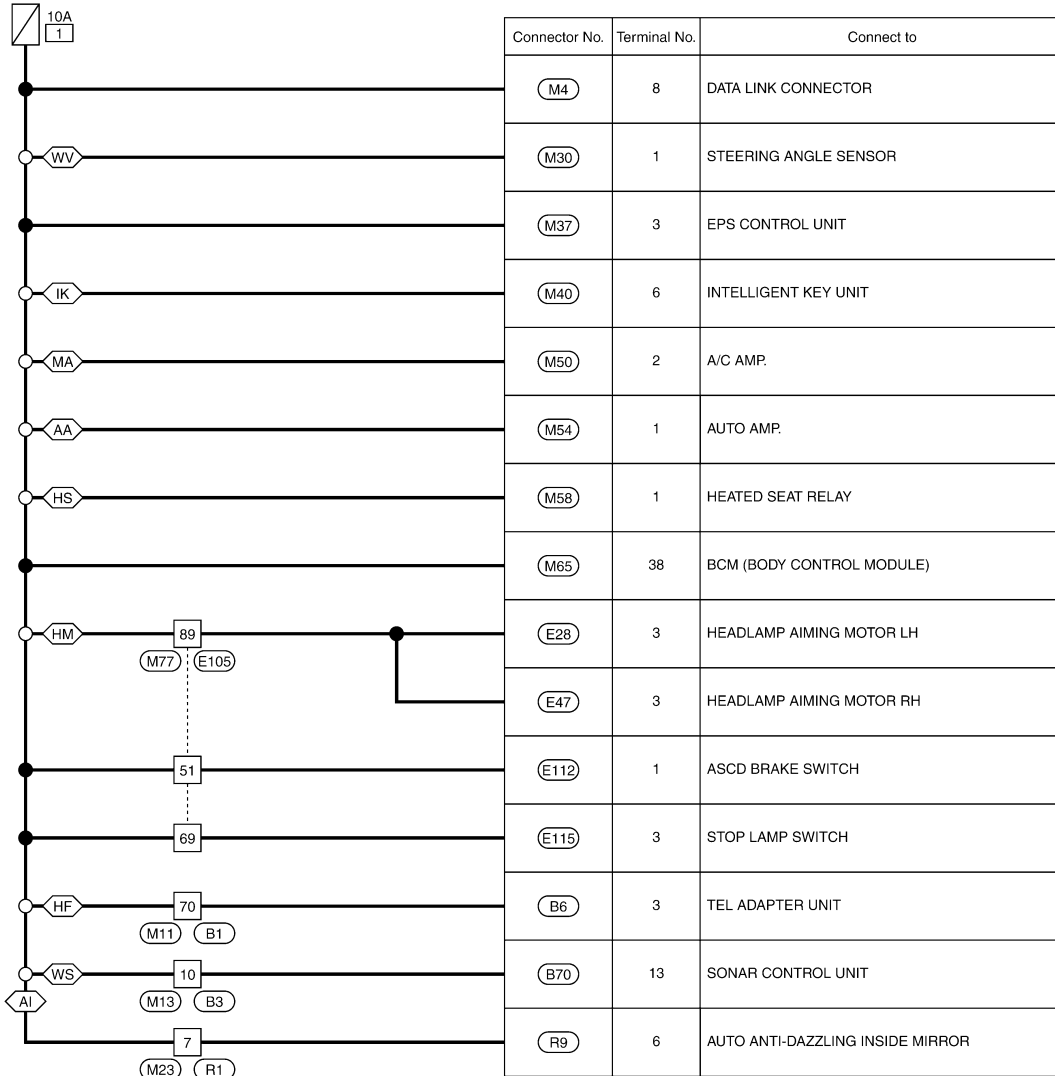 10A
1
Connector No. Terminal No. Connect to
M4 8 DATA LINK CONNECTOR
WV M30 1 STEERING ANGLE SENSOR
M37 3 EPS CONTROL UNIT
IK M40 6 INTELLIGENT KEY UNIT
MA M50 2 A/C AMP.
AA M54 1 AUTO AMP.
HS M58 1 HEATED SEAT RELAY
M65 38 BCM (BODY CONTROL MODULE)
HM 89 E28 3 HEADLAMP AIMING MOTOR LH
M77 E105
E47 3 HEADLAMP AIMING MOTOR RH
51 E112 1 ASCD BRAKE SWITCH
69 E115 3 STOP LAMP SWITCH
HF 70 B6 3 TEL ADAPTER UNIT
M11 B1
WS 10 B70 13 SONAR CONTROL UNIT
AI M13 B3
7 R9 6 AUTO ANTI-DAZZLING INSIDE MIRROR
M23 R1